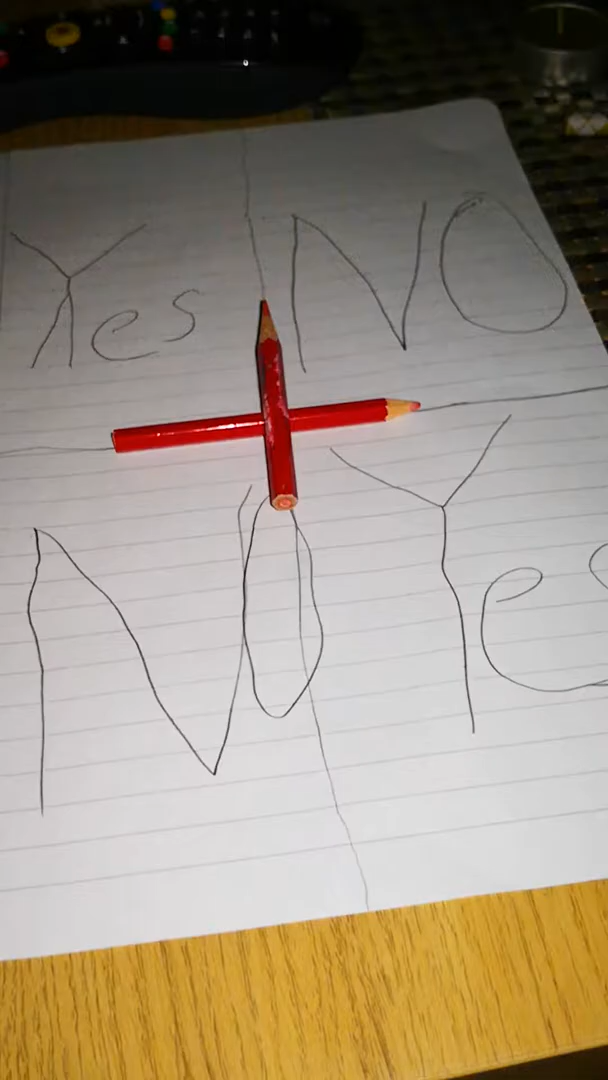 Yes NO
NO Yes